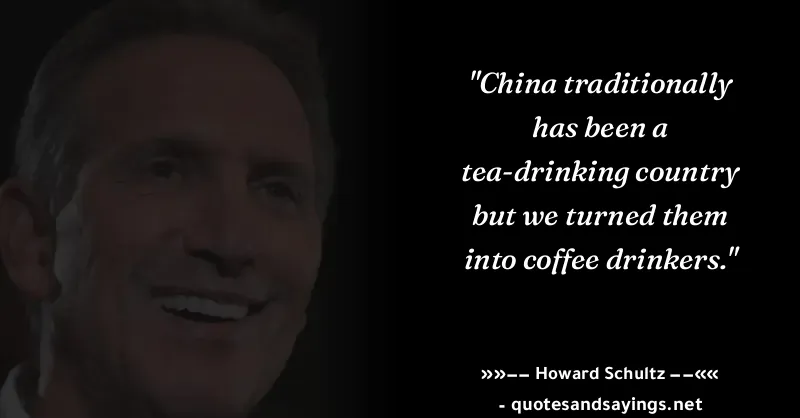 "China traditionally
has been a
tea-drinking country
but we turned them
into coffee drinkers."
»»-- Howard Schultz --««
- quotesandsayings.net